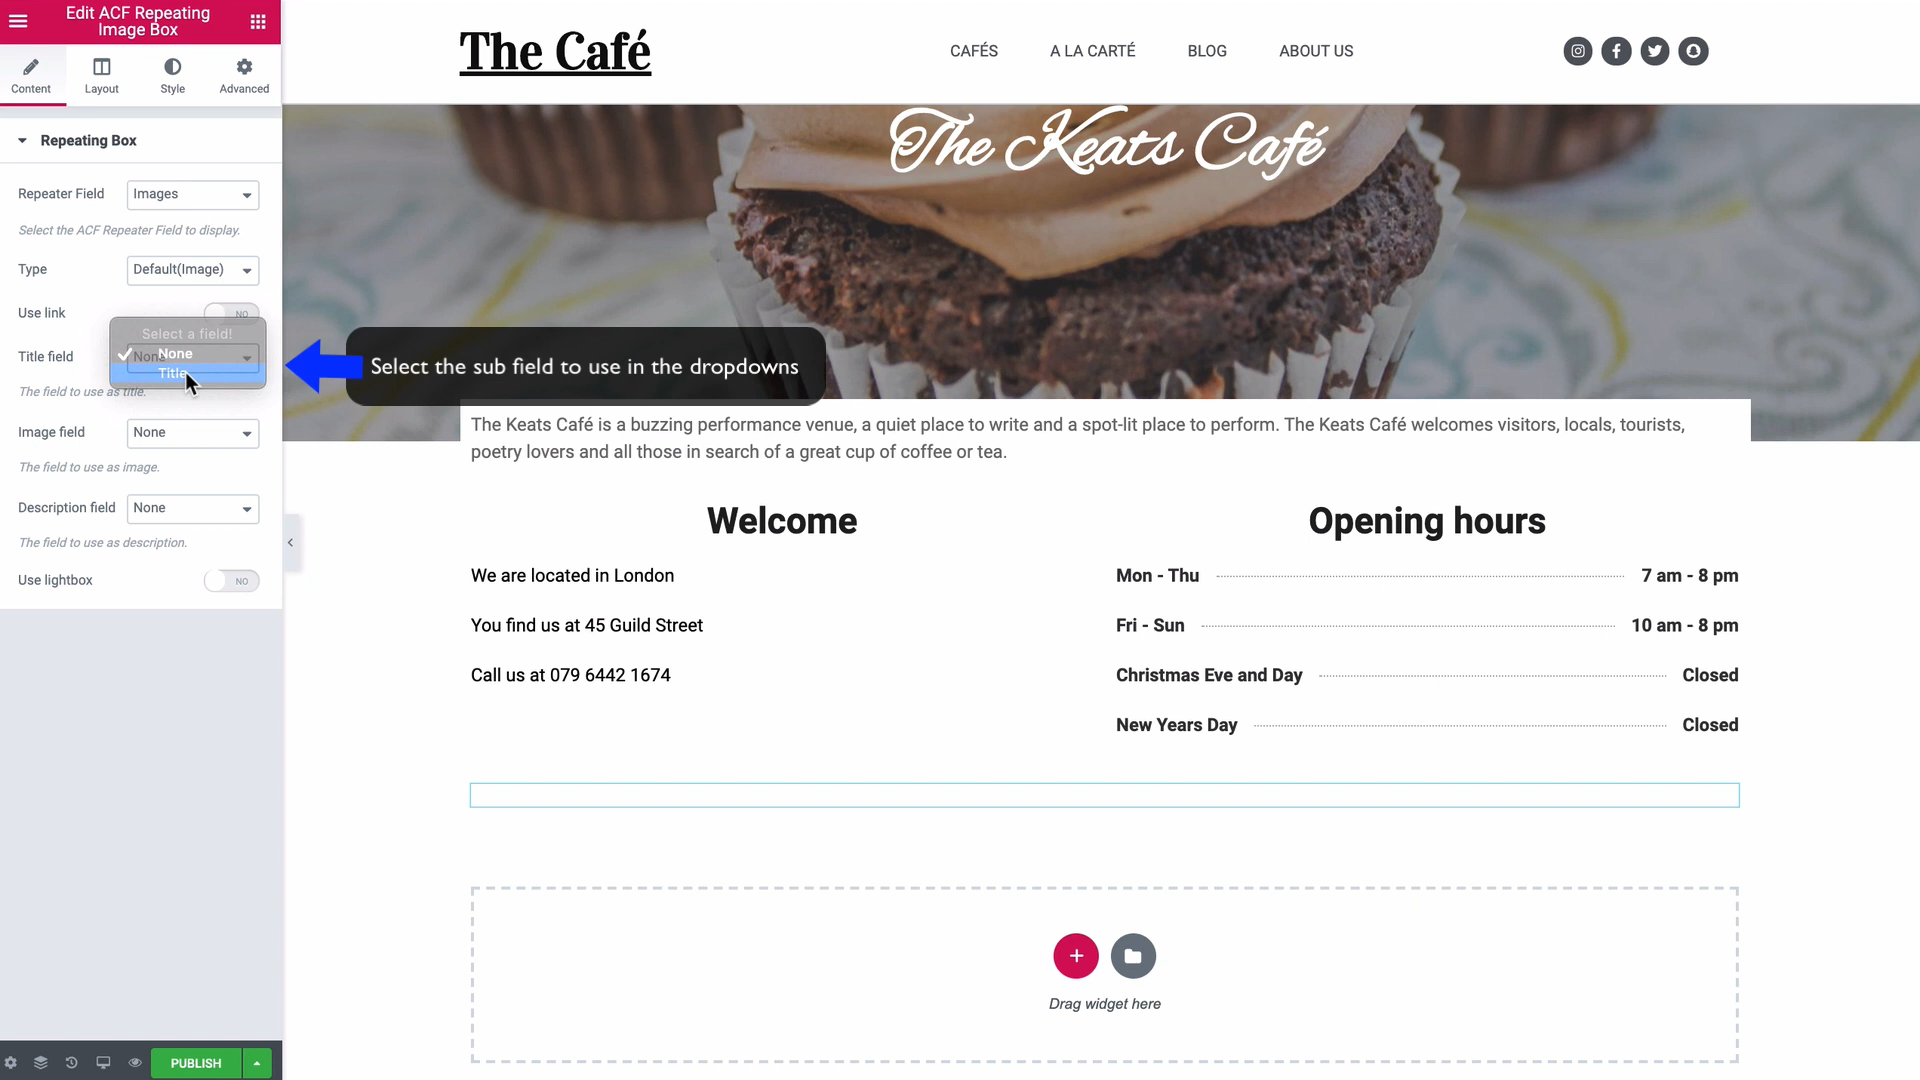 Edit ACF Repeating
Image Box
Content
Layout
Style
Advanced
Repeating Box
Repeater Field
Images
Select the ACF Repeater Field to display.
Type
Default(Image)
Use link
NO
Select a field!
Title field
None
None
Title
The field to use as title.
Image field
None
The field to use as image.
Description field
None
The field to use as description.
Use lightbox
NO
PUBLISH
The Café
CAFÉS
A LA CARTÉ
BLOG
ABOUT US
The Keats Café
Select the sub field to use in the dropdowns
The Keats Café is a buzzing performance venue, a quiet place to write and a spot-lit place to perform. The Keats Café welcomes visitors, locals, tourists,
poetry lovers and all those in search of a great cup of coffee or tea.
Welcome
We are located in London
You find us at 45 Guild Street
Call us at 079 6442 1674
Opening hours
Mon - Thu 7 am - 8 pm
Fri - Sun 10 am - 8 pm
Christmas Eve and Day Closed
New Years Day Closed
Drag widget here